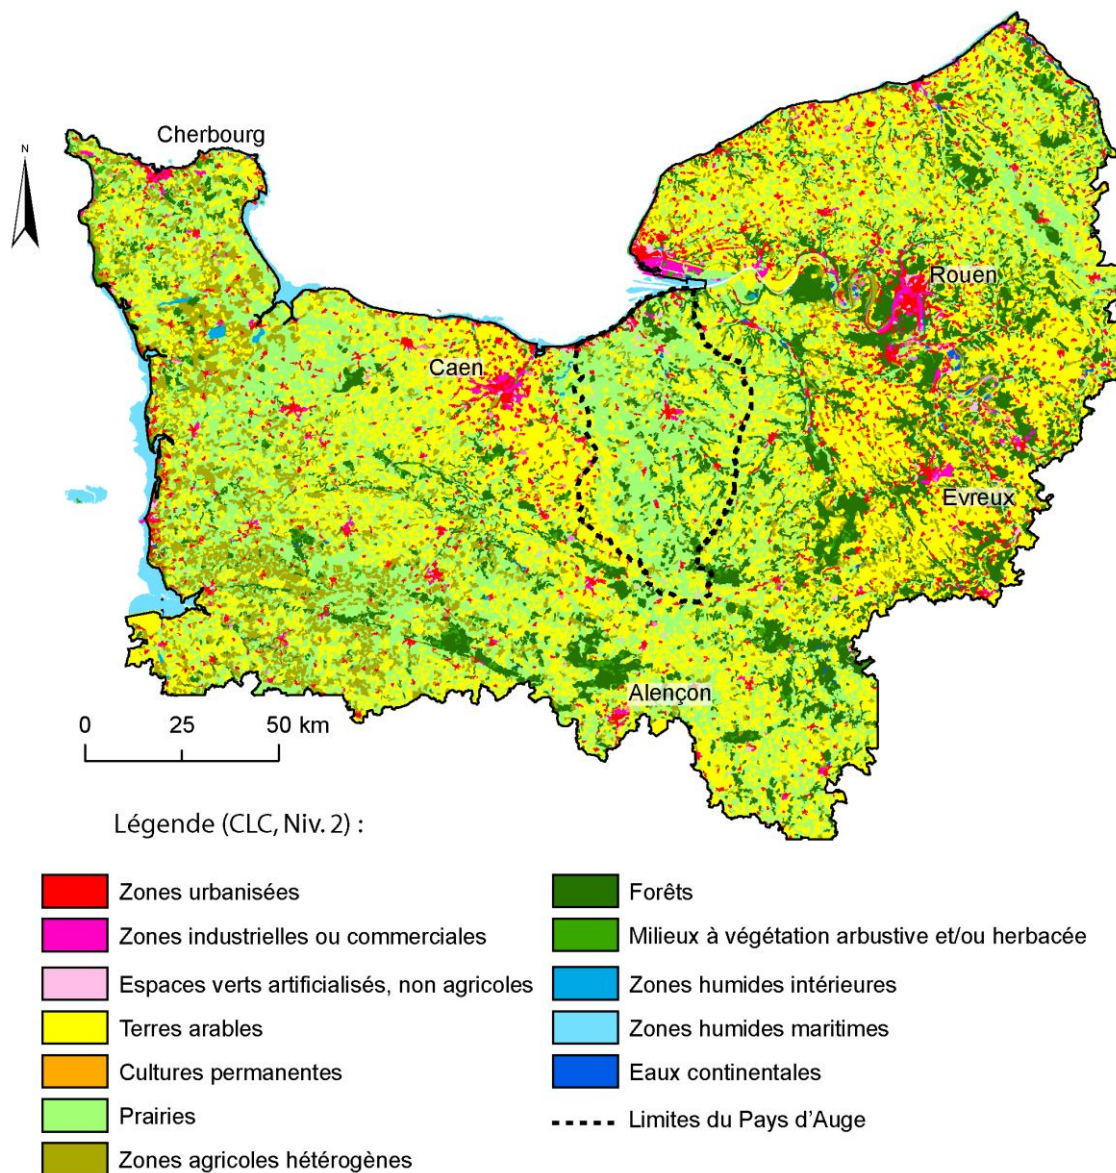 Cherbourg
N
Rouen
Caen
Evreux
Alençon
0 25 50 km
Légende (CLC, Niv. 2) :
Zones urbanisées
Zones industrielles ou commerciales
Espaces verts artificialisés, non agricoles
Terres arables
Cultures permanentes
Prairies
Zones agricoles hétérogènes
Forêts
Milieux à végétation arbustive et/ou herbacée
Zones humides intérieures
Zones humides maritimes
Eaux continentales
Limites du Pays d'Auge